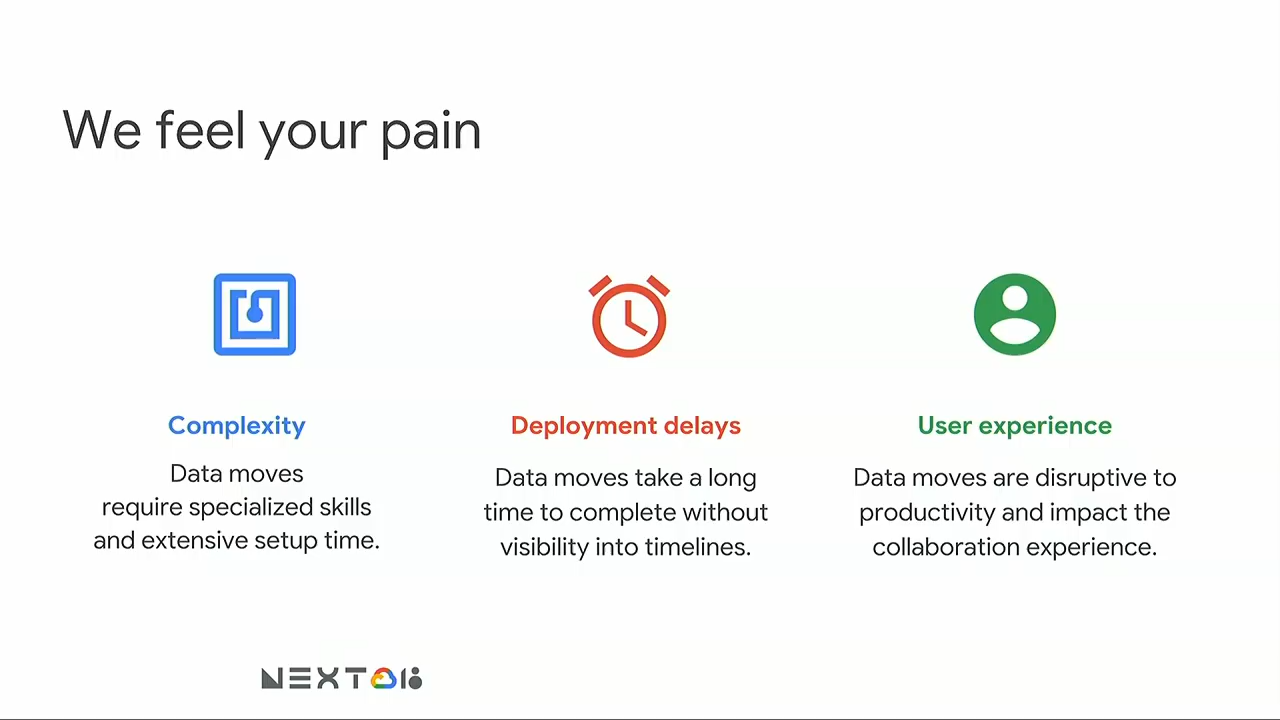 We feel your pain
Complexity
Data moves
require specialized skills
and extensive setup time.
Deployment delays
Data moves take a long
time to complete without
visibility into timelines.
User experience
Data moves are disruptive to
productivity and impact the
collaboration experience.
NEXT 18